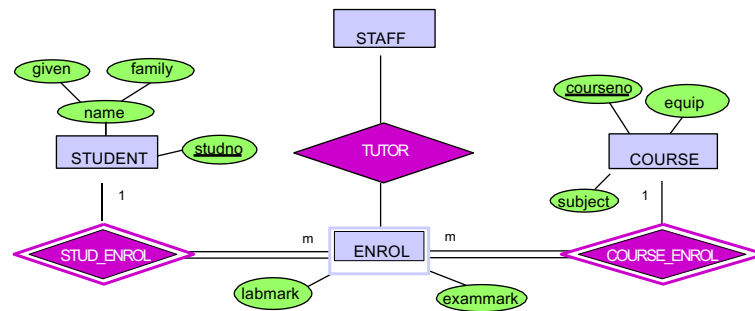 STAFF
given
family
name
STUDENT
studno
TUTOR
courseno
equip
COURSE
subject
1
1
m
m
STUD_ENROL
ENROL
COURSE_ENROL
labmark
exammark